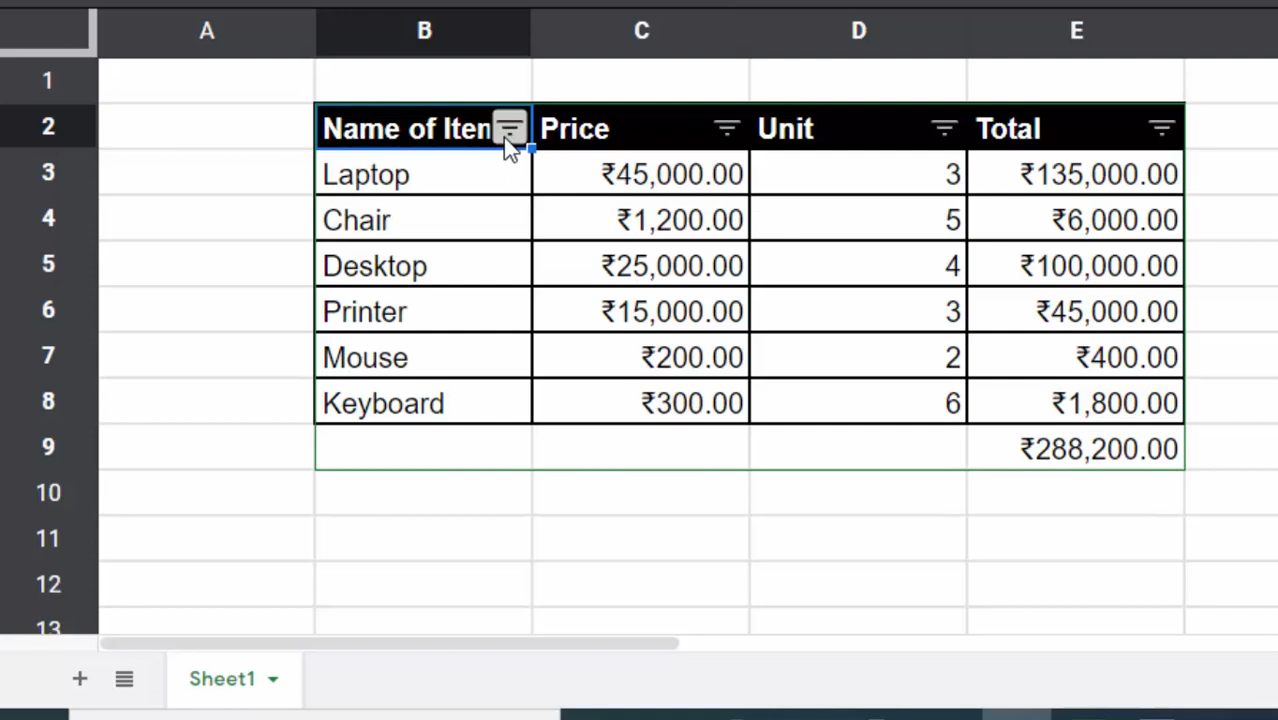 A B C D E
1
2 Name of Iten Price Unit Total
3 Laptop ₹45,000.00 3 ₹135,000.00
4 Chair ₹1,200.00 5 ₹6,000.00
5 Desktop ₹25,000.00 4 ₹100,000.00
6 Printer ₹15,000.00 3 ₹45,000.00
7 Mouse ₹200.00 2 ₹400.00
8 Keyboard ₹300.00 6 ₹1,800.00
9 ₹288,200.00
10
11
12
13
Sheet1